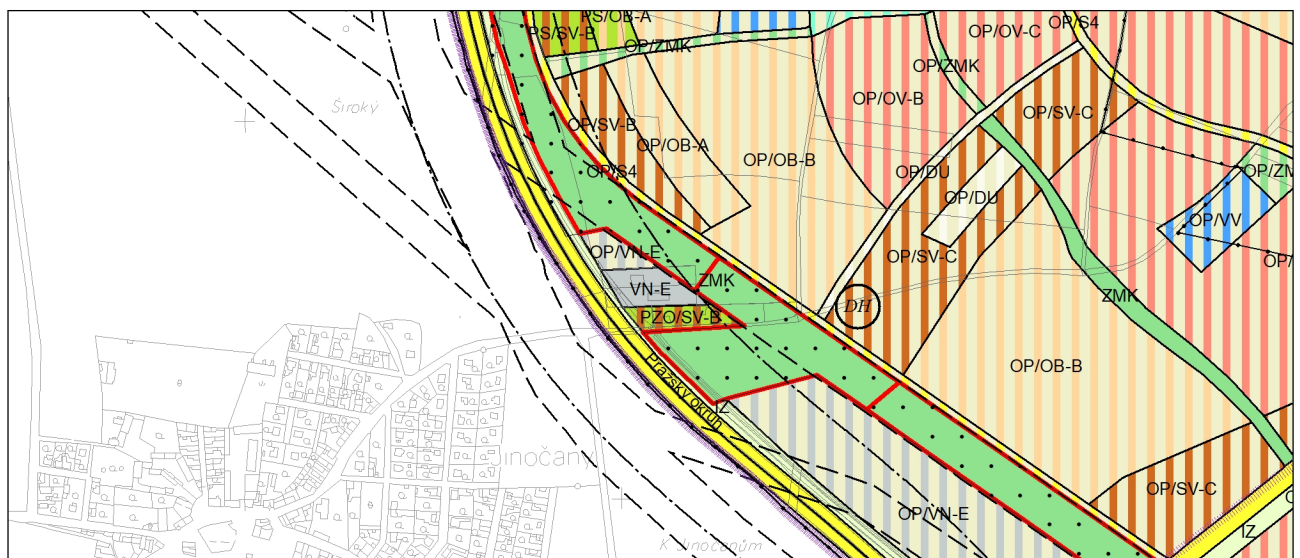 PS/OB-A
PS/SV-B
OP/ZMK
OP/S4
OP/OV-C
OP/ZMK
OP/OV-B
OP/SV-C
Široký
OP/SV-B
OP/OB-A
OP/OB-B
OP/S4
OP/DU
OP/DU
OP/VV
OP/VN-E
OP/SV-C
VN-E
ZMK
ZMK
DH
PZO/SV-B
OP/OB-B
Pražský okruh
IZ
Jinočany
OP/SV-C
OP/VN-E
IZ
K Jinočanům